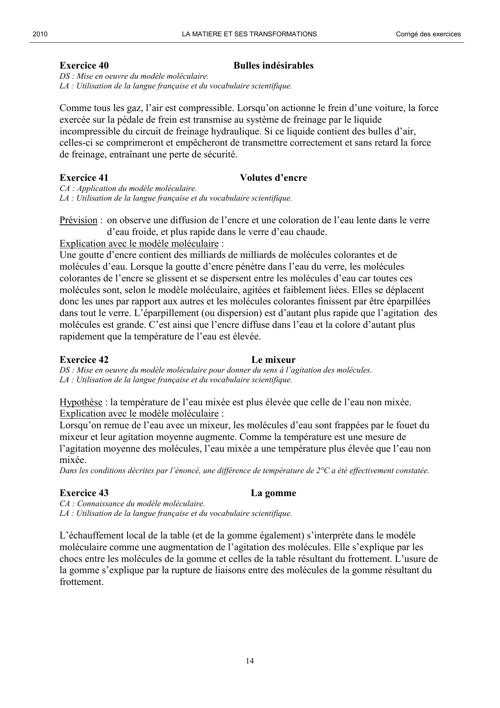 2010 LA MATIERE ET SES TRANSFORMATIONS Corrigé des exercices
Exercice 40 Bulles indésirables
DS : Mise en oeuvre du modèle moléculaire.
LA : Utilisation de la langue française et du vocabulaire scientifique.
Comme tous les gaz, l'air est compressible. Lorsqu'on actionne le frein d'une voiture, la force
exercée sur la pédale de frein est transmise au système de freinage par le liquide
incompressible du circuit de freinage hydraulique. Si ce liquide contient des bulles d'air,
celles-ci se comprimeront et empêcheront de transmettre correctement et sans retard la force
de freinage, entraînant une perte de sécurité.
Exercice 41 Volutes d'encre
CA : Application du modèle moléculaire.
LA : Utilisation de la langue française et du vocabulaire scientifique.
Prévision : on observe une diffusion de l'encre et une coloration de l'eau lente dans le verre
d'eau froide, et plus rapide dans le verre d'eau chaude.
Explication avec le modèle moléculaire :
Une goutte d'encre contient des milliards de milliards de molécules colorantes et de
molécules d'eau. Lorsque la goutte d'encre pénètre dans l'eau du verre, les molécules
colorantes de l'encre se glissent et se dispersent entre les molécules d'eau car toutes ces
molécules sont, selon le modèle moléculaire, agitées et faiblement liées. Elles se déplacent
donc les unes par rapport aux autres et les molécules colorantes finissent par être éparpillées
dans tout le verre. L'éparpillement (ou dispersion) est d'autant plus rapide que l'agitation des
molécules est grande. C'est ainsi que l'encre diffuse dans l'eau et la colore d'autant plus
rapidement que la température de l'eau est élevée.
Exercice 42 Le mixeur
DS : Mise en oeuvre du modèle moléculaire pour donner du sens à l'agitation des molécules.
LA : Utilisation de la langue française et du vocabulaire scientifique.
Hypothèse : la température de l'eau mixée est plus élevée que celle de l'eau non mixée.
Explication avec le modèle moléculaire :
Lorsqu'on remue de l'eau avec un mixeur, les molécules d'eau sont frappées par le fouet du
mixeur et leur agitation moyenne augmente. Comme la température est une mesure de
l'agitation moyenne des molécules, l'eau mixée a une température plus élevée que l'eau non
mixée.
Dans les conditions décrites par l'énoncé, une différence de température de 2°C a été effectivement constatée.
Exercice 43 La gomme
CA : Connaissance du modèle moléculaire.
LA : Utilisation de la langue française et du vocabulaire scientifique.
L'échauffement local de la table (et de la gomme également) s'interprète dans le modèle
moléculaire comme une augmentation de l'agitation des molécules. Elle s'explique par les
chocs entre les molécules de la gomme et celles de la table résultant du frottement. L'usure de
la gomme s'explique par la rupture de liaisons entre des molécules de la gomme résultant du
frottement.
14